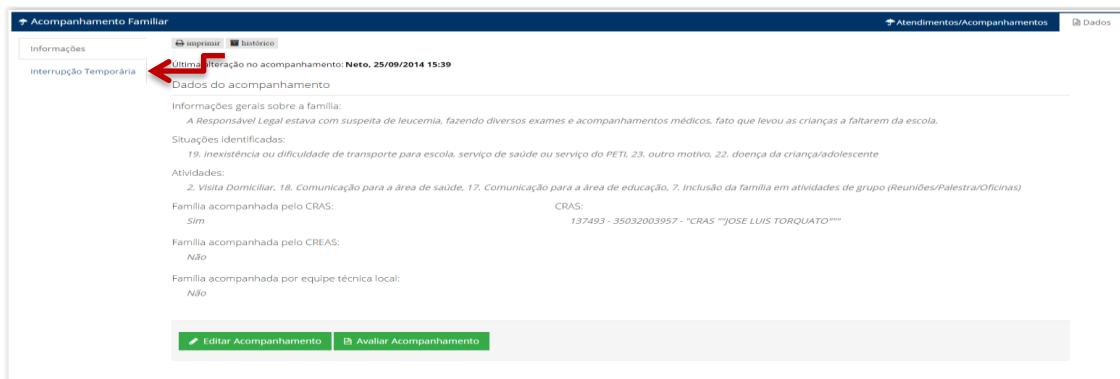 Acompanhamento Familiar
Atendimentos/Acompanhamentos
Dados
Informações
Interrupção Temporária
imprimir histórico
Última alteração no acompanhamento: Neto, 25/09/2014 15:39
Dados do acompanhamento
Informações gerais sobre a família:
A Responsável Legal estava com suspeita de leucemia, fazendo diversos exames e acompanhamentos médicos, fato que levou as crianças a faltarem da escola.
Situações identificadas:
19. inexistência ou dificuldade de transporte para escola, serviço de saúde ou serviço do PETI, 23. outro motivo, 22. doença da criança/adolescente
Atividades:
2. Visita Domiciliar, 18. Comunicação para a área de saúde, 17. Comunicação para a área de educação, 7. Inclusão da família em atividades de grupo (Reuniões/Palestra/Oficinas)
Família acompanhada pelo CRAS:
Sim
CRAS:
137493 - 35032003957 - "CRAS ""JOSE LUIS TORQUATO"""
Família acompanhada pelo CREAS:
Não
Família acompanhada por equipe técnica local:
Não
Editar Acompanhamento
Avaliar Acompanhamento